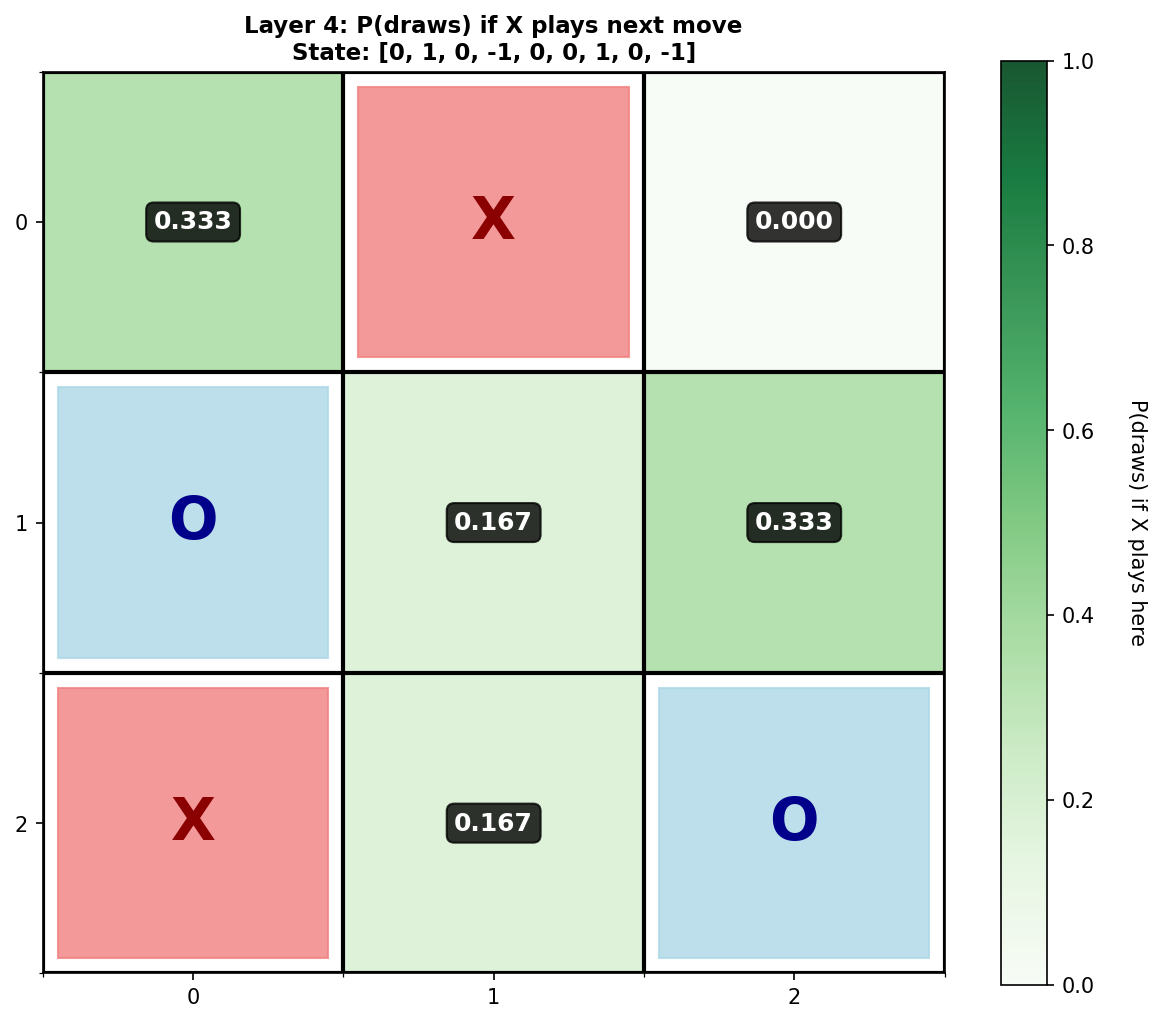 Layer 4: P(draws) if X plays next move
State: [0, 1, 0, -1, 0, 0, 1, 0, -1]
0.333
X
0.000
0
O
0.167
0.333
1
X
0.167
O
2
0
1
2
1.0
0.8
0.6
0.4
0.2
0.0
P(draws) if X plays here